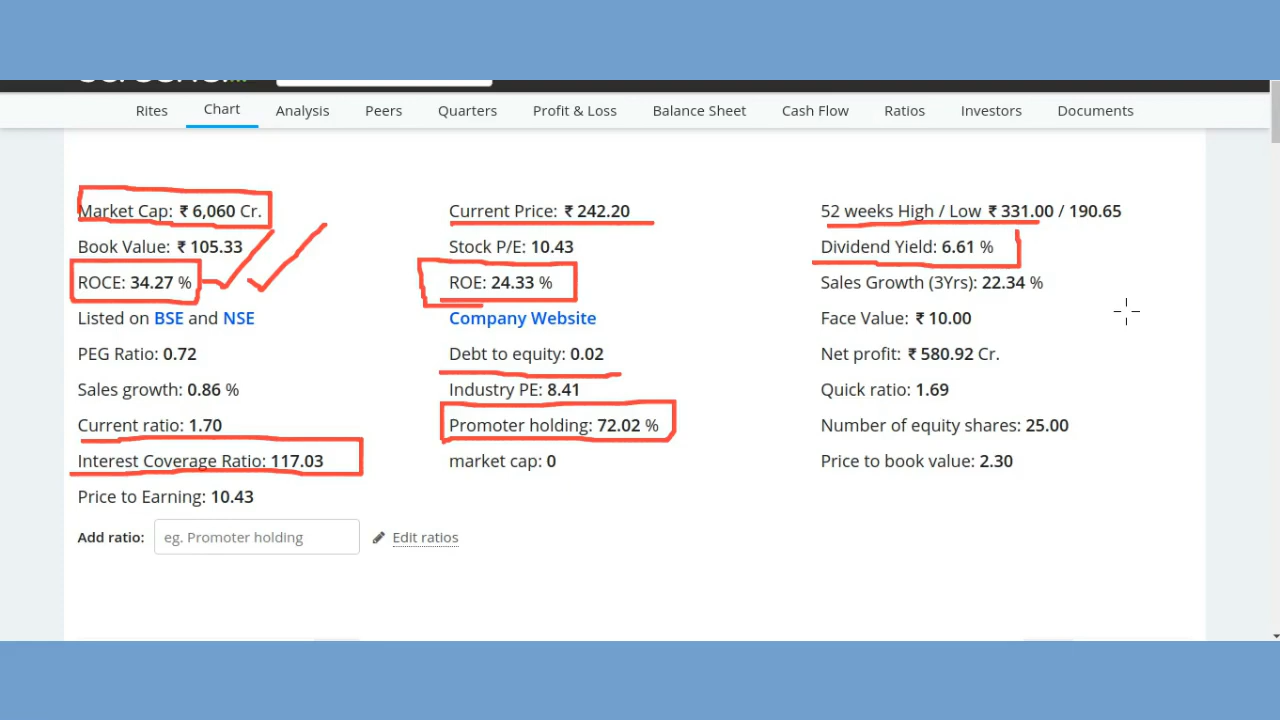 Rites Chart Analysis Peers Quarters Profit & Loss Balance Sheet Cash Flow Ratios Investors Documents
Market Cap: ₹ 6,060 Cr. Current Price: ₹ 242.20 52 weeks High / Low ₹ 331.00 / 190.65
Book Value: ₹ 105.33 Stock P/E: 10.43 Dividend Yield: 6.61 %
ROCE: 34.27 % ROE: 24.33 % Sales Growth (3Yrs): 22.34 %
Listed on BSE and NSE Company Website Face Value: ₹ 10.00
PEG Ratio: 0.72 Debt to equity: 0.02 Net profit: ₹ 580.92 Cr.
Sales growth: 0.86 % Industry PE: 8.41 Quick ratio: 1.69
Current ratio: 1.70 Promoter holding: 72.02 % Number of equity shares: 25.00
Interest Coverage Ratio: 117.03 market cap: 0 Price to book value: 2.30
Price to Earning: 10.43
Add ratio: eg. Promoter holding Edit ratios